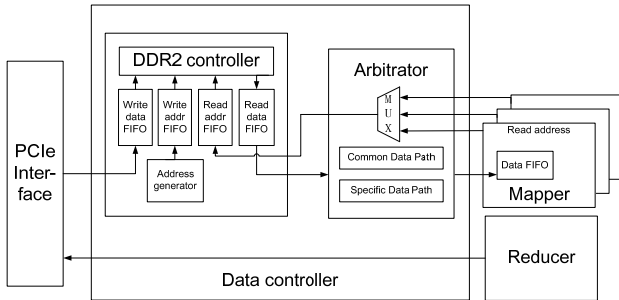 DDR2 controller
Write
data
FIFO
Write
addr
FIFO
Read
addr
FIFO
Read
data
FIFO
Address
generator
PCIe
Inter-
face
Arbitrator
M
U
X
Common Data Path
Specific Data Path
Read address
Data FIFO
Mapper
Reducer
Data controller